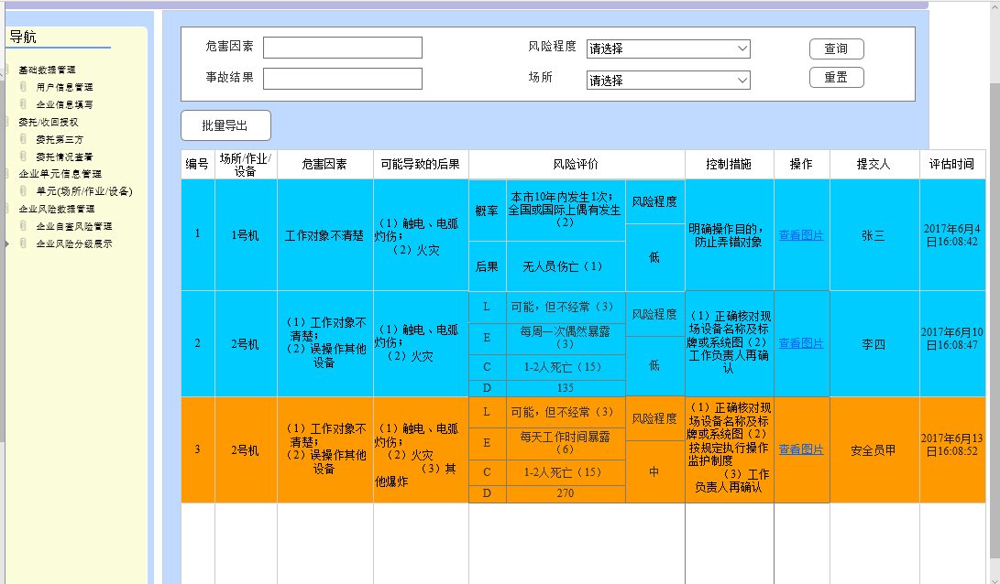 导航
基础数据管理
用户信息管理
企业信息填写
委托/收回授权
委托第三方
委托情况查看
企业单元信息管理
单元(场所/作业/设备)
企业风险数据管理
企业自查风险管理
企业风险分级展示
危害因素
风险程度 请选择
查询
事故结果
场所 请选择
重置
批量导出
编号
场所/作业/
设备
危害因素
可能导致的后果
风险评价
控制措施
操作
提交人
评估时间
1
1号机
工作对象不清楚
（1）触电、电弧
灼伤；
（2）火灾
概率
本市10年内发生1次；
全国或国际上偶有发生
（2）
后果
无人员伤亡（1）
风险程度
低
明确操作目的，
防止弄错对象
查看图片
张三
2017年6月4
日16:08:42
2
2号机
（1）工作对象不
清楚；
（2）误操作其他
设备
（1）触电、电弧
灼伤；
（2）火灾
L
可能，但不经常（3）
E
每周一次偶然暴露
（3）
C
1-2人死亡（15）
D
135
风险程度
低
（1）正确核对现
场设备名称及标
牌或系统图（2）
工作负责人再确
认
查看图片
李四
2017年6月10
日16:08:47
3
2号机
（1）工作对象不
清楚；
（2）误操作其他
设备
（1）触电、电弧
灼伤；
（2）火灾
（3）其
他爆炸
L
可能，但不经常（3）
E
每天工作时间暴露
（6）
C
1-2人死亡（15）
D
270
风险程度
中
（1）正确核对现
场设备名称及标
牌或系统图（2）
按规定执行操作
监护制度
（3）工作
负责人再确认
查看图片
安全员甲
2017年6月13
日16:08:52